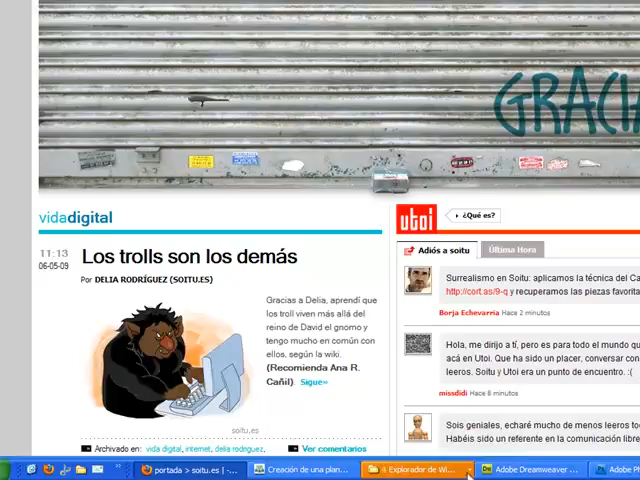 GRACIA
vidadigital
11:13
06-05-09
Los trolls son los demás
Por DELIA RODRÍGUEZ (SOITU.ES)
Gracias a Delia, aprendí que
los troll viven más allá del
reino de David el gnomo y
tengo mucho en común con
ellos, según la wiki.
(Recomienda Ana R.
Cañil). Sigue»
soitu.es
Archivado en: vida digital, internet, delia rodríguez,
Ver comentarios
utoi
¿Qué es?
Adiós a soitu
Última Hora
Surrealismo en Soitu: aplicamos la técnica del Ca
http://cort.as/9-q y recuperamos las piezas favorita
Borja Echevarria Hace 2 minutos
Hola, me dirijo a tí, pero es para todo el mundo qu
acá en Utoi. Que ha sido un placer, conversar con
leeros. Soitu y Utoi era un punto de encuentro. :(
missdidi Hace 8 minutos
Sois geniales, echaré mucho de menos leeros to
Habéis sido un referente en la comunicación libre
portada > soitu.es | -...
Creación de una plan...
4 Explorador de Wi...
Adobe Dreamweaver ...
Adobe Ph